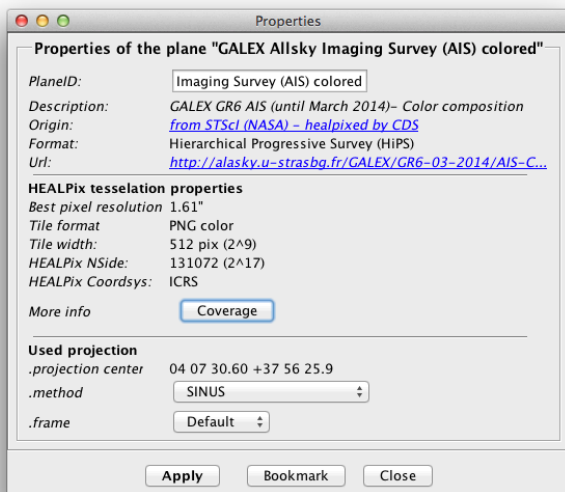 Properties
Properties of the plane "GALEX Allsky Imaging Survey (AIS) colored"
PlaneID: Imaging Survey (AIS) colored
Description: GALEX GR6 AIS (until March 2014)- Color composition
Origin: from STScI (NASA) - healpixed by CDS
Format: Hierarchical Progressive Survey (HiPS)
Url: http://alasky.u-strasbg.fr/GALEX/GR6-03-2014/AIS-C...
HEALPix tesselation properties
Best pixel resolution 1.61"
Tile format PNG color
Tile width: 512 pix (2^9)
HEALPix NSide: 131072 (2^17)
HEALPix Coordsys: ICRS
More info Coverage
Used projection
.projection center 04 07 30.60 +37 56 25.9
.method SINUS
.frame Default
Apply Bookmark Close